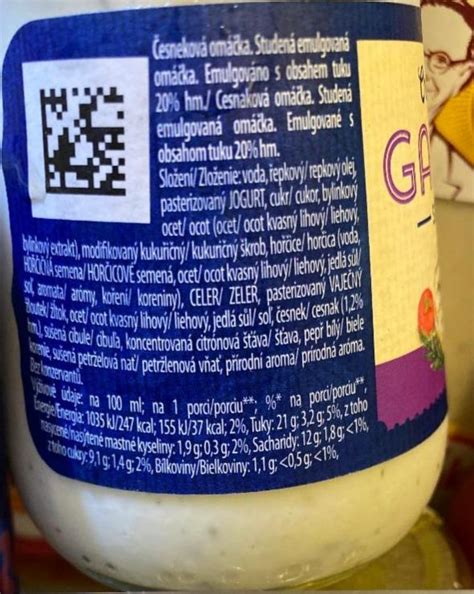 Česneková omáčka. Studená emulgovaná
omáčka. Emulgováno s obsahem tuku
20% hm./ Cesnaková omáčka. Studená
emulgovaná omáčka. Emulgované s
obsahom tuku 20% hm.
Složení/ Zloženie: voda, řepkový/ repkový olej,
pasterizovaný JOGURT, cukr/ cukor, bylinkový
ocet/ ocot (ocet/ ocot kvasný lihový/ liehový,
bylinkový extrakt), modifikovaný kukuřičný/ kukuričný škrob, hořčice/ horčica (voda,
HOŘČIČNÁ semena/ HORČICOVÉ semená, ocet/ ocot kvasný lihový/ liehový, jedlá sůl/
soľ, aromata/ arómy, koření/ koreniny), CELER/ ZELER, pasterizovaný VAJEČNÝ
žloutek/ žĺtok, ocet/ ocot kvasný lihový/ liehový, jedlá sůl/ soľ, česnek/ cesnak (1,2%
hm.), sušená cibule/ cibuľa, koncentrovaná citrónová šťáva/ šťava, pepř bílý/ biele
korenie, sušená petrželová nať/ petržlenová vňať, přírodní aroma/ prírodná aróma.
Bez konzervantů.
Výživové údaje: na 100 ml; na 1 porci/porciu**; %* na porci/porciu**,
Energie/Energia: 1035 kJ/247 kcal; 155 kJ/37 kcal; 2%, Tuky: 21 g; 3,2 g; 5%, z toho
nasycené/nasýtené mastné kyseliny: 1,9 g; 0,3 g; 2%, Sacharidy: 12 g; 1,8 g; <1%,
z toho cukry: 9,1 g; 1,4 g; 2%, Bílkoviny/Bielkoviny: 1,1 g; <0,5 g; <1%,